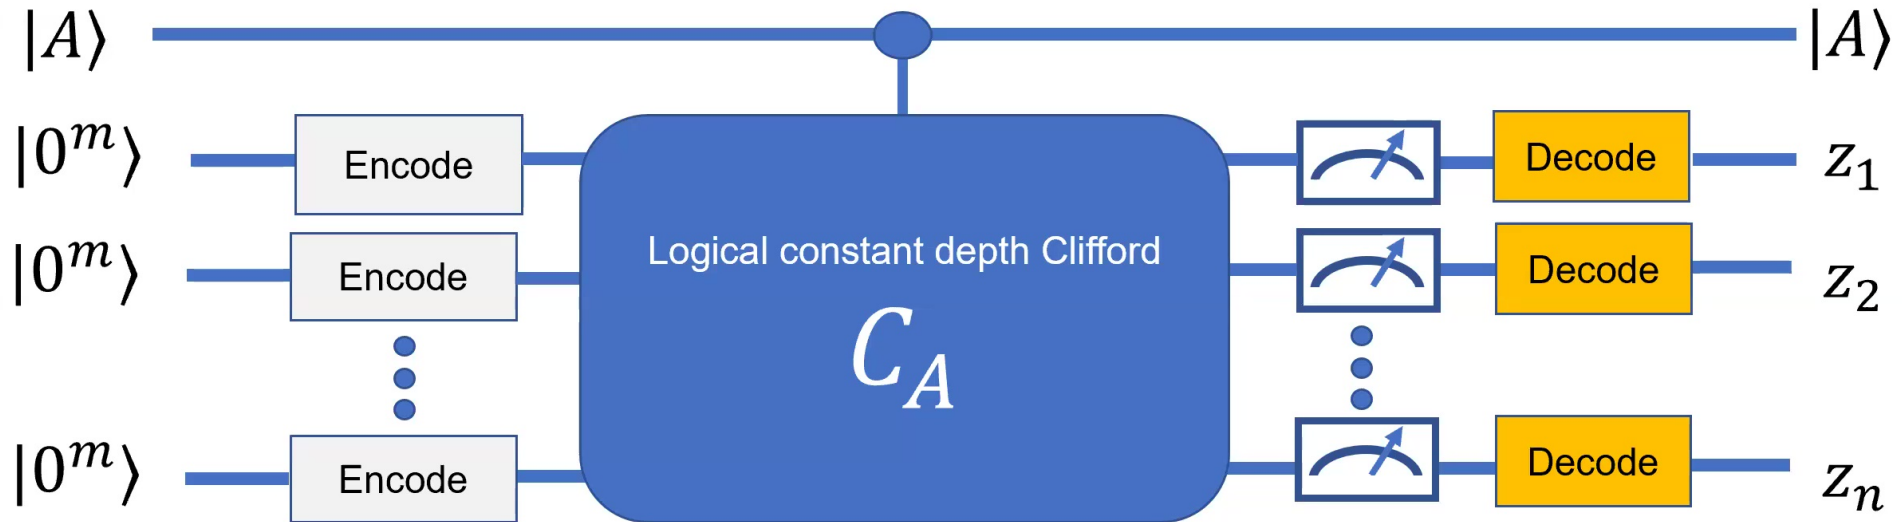 |A⟩ |A⟩
|0^m⟩ Encode Decode z_1
Logical constant depth Clifford
|0^m⟩ Encode Decode z_2
C_A
|0^m⟩ Encode Decode z_n